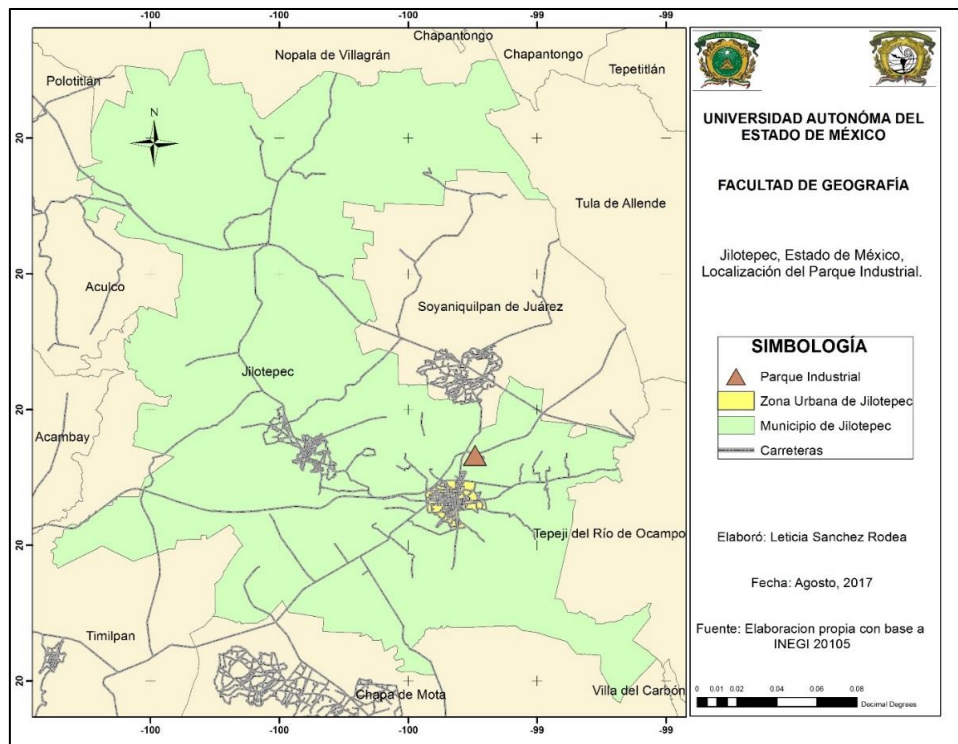 -100
-100
-100
-99
-99
Chapantongo
Nopala de Villagrán
Chapantongo
Tepetitlán
Polotitlán
N
20
20
Tula de Allende
20
20
Aculco
Soyaniquilpan de Juárez
Jilotepec
20
20
Acambay
20
20
Tepeji del Río de Ocampo
Timilpan
20
20
Chapa de Mota
Villa del Carbón
-100
-100
-100
-99
-99
UNIVERSIDAD AUTONÓMA DEL
ESTADO DE MÉXICO
FACULTAD DE GEOGRAFÍA
Jilotepec, Estado de México,
Localización del Parque Industrial.
SIMBOLOGÍA
Parque Industrial
Zona Urbana de Jilotepec
Municipio de Jilotepec
Carreteras
Elaboró: Leticia Sanchez Rodea
Fecha: Agosto, 2017
Fuente: Elaboracion propia con base a
INEGI 20105
0 0.01 0.02 0.04 0.06 0.08
Decimal Degrees